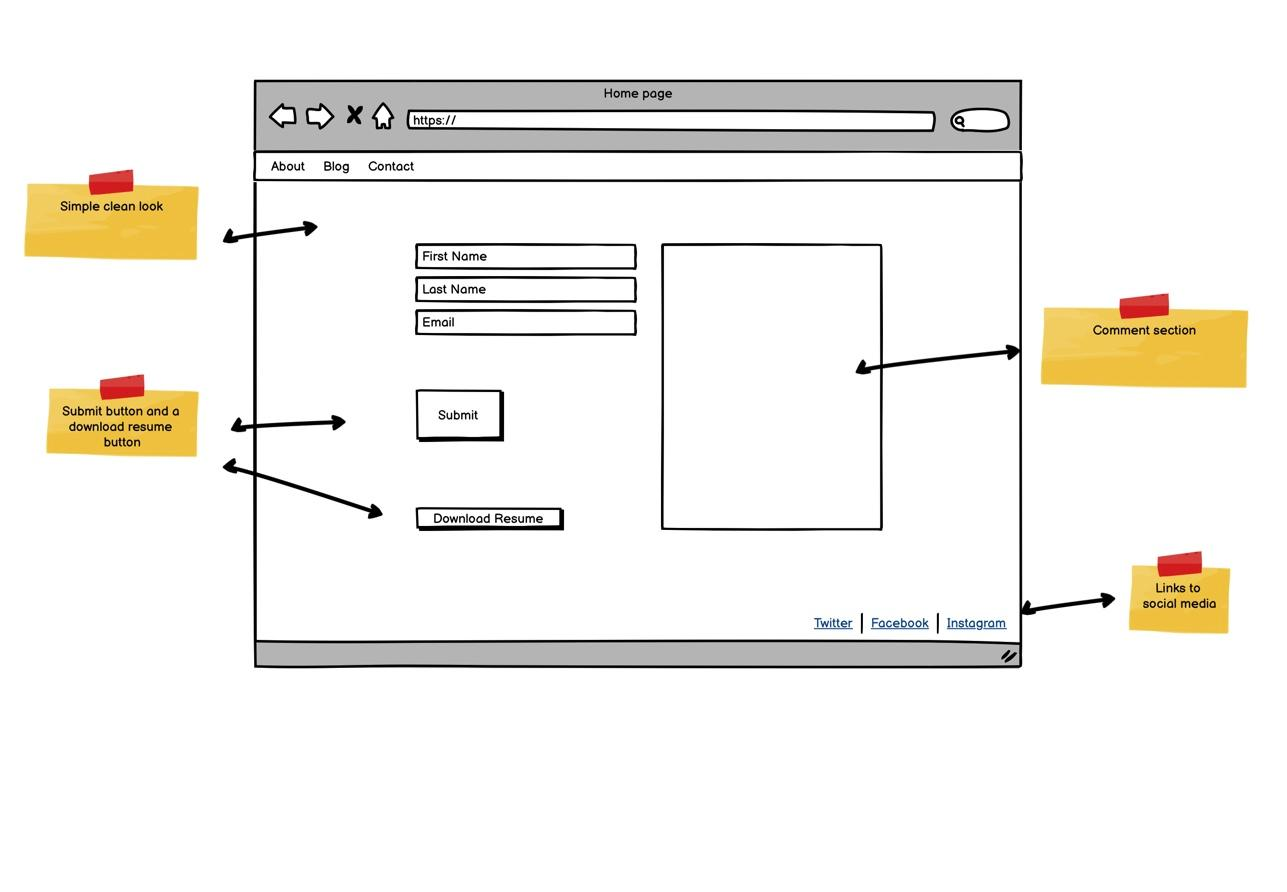 Home page
https://
About Blog Contact
Simple clean look
First Name
Last Name
Email
Comment section
Submit button and a
download resume
button
Submit
Download Resume
Links to
social media
Twitter Facebook Instagram